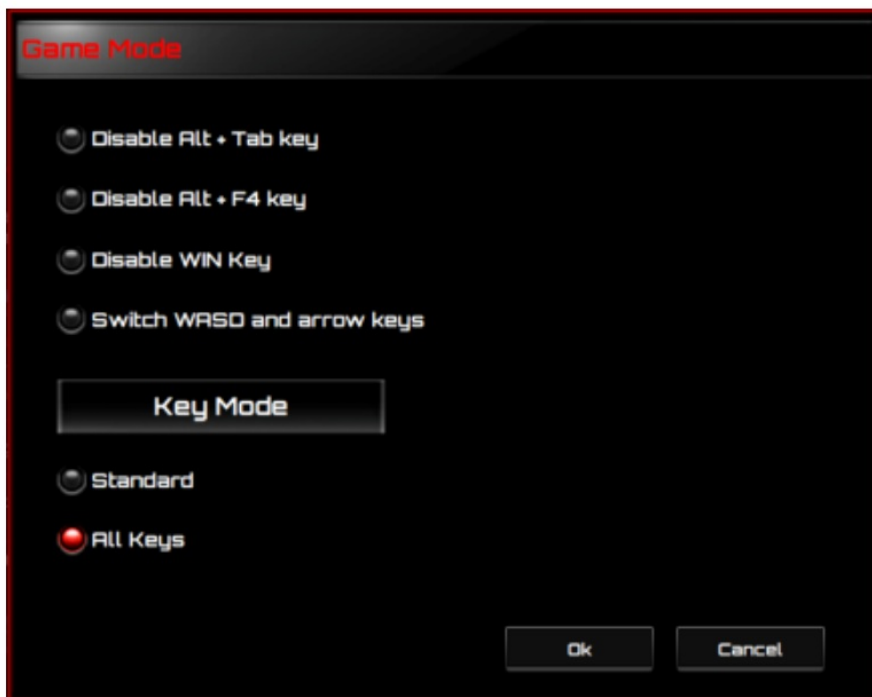 Game Mode
Disable Alt + Tab key
Disable Alt + F4 key
Disable WIN Key
Switch WASD and arrow keys
Key Mode
Standard
All Keys
Ok
Cancel